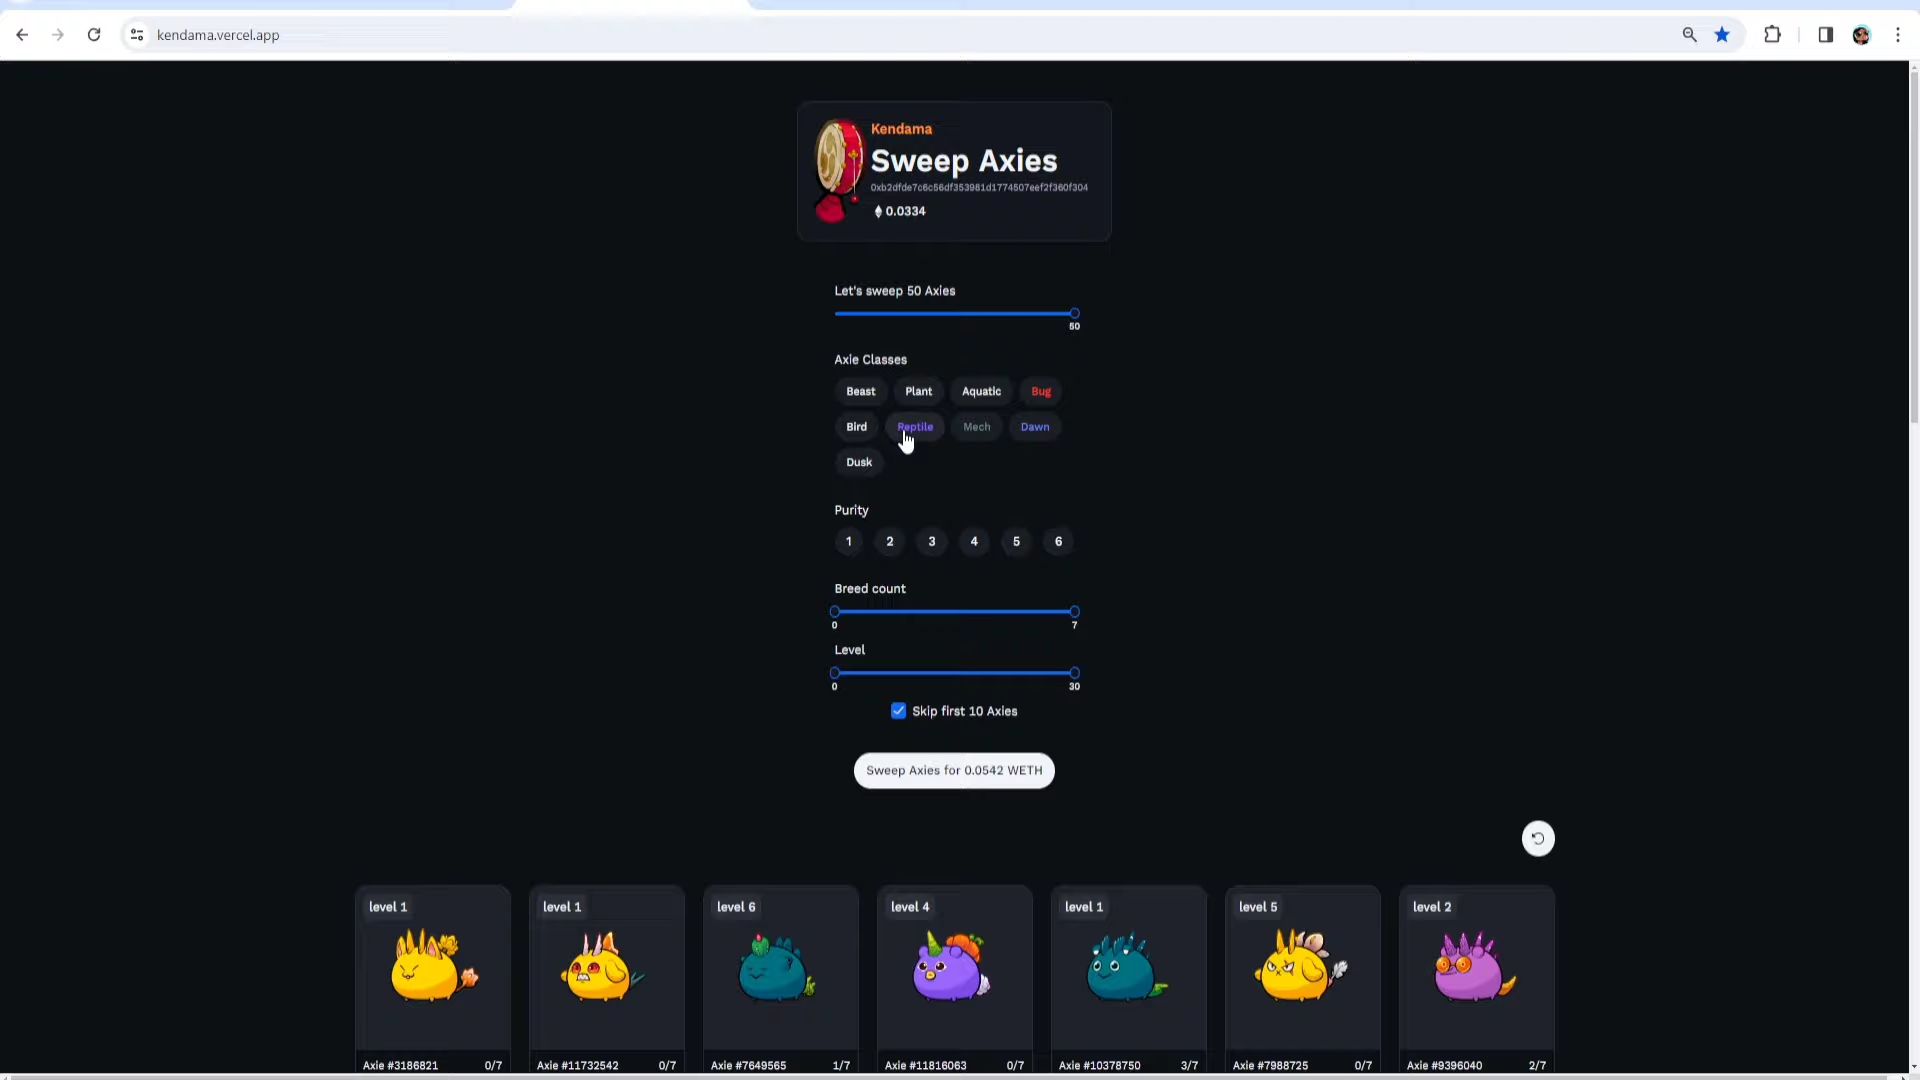 kendama.vercel.app
Kendama
Sweep Axies
0xb2dfde7c6c56df353981d1774507eef2f360f304
0.0334
Let's sweep 50 Axies
50
Axie Classes
Beast Plant Aquatic Bug
Bird Reptile Mech Dawn
Dusk
Purity
1 2 3 4 5 6
Breed count
0 7
Level
0 30
Skip first 10 Axies
Sweep Axies for 0.0542 WETH
level 1 level 1 level 6 level 4 level 1 level 5 level 2
Axie #3186821 0/7 Axie #11732542 0/7 Axie #7649565 1/7 Axie #11816063 0/7 Axie #10378750 3/7 Axie #7988725 0/7 Axie #9396040 2/7